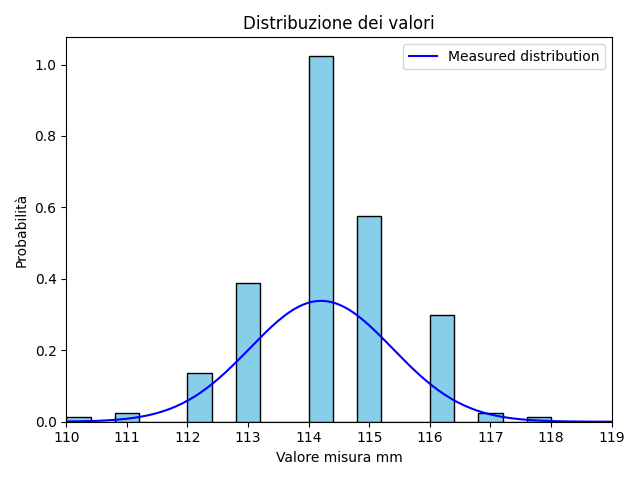 Distribuzione dei valori
Measured distribution
1.0
0.8
0.6
0.4
0.2
0.0
Probabilità
110 111 112 113 114 115 116 117 118 119
Valore misura mm